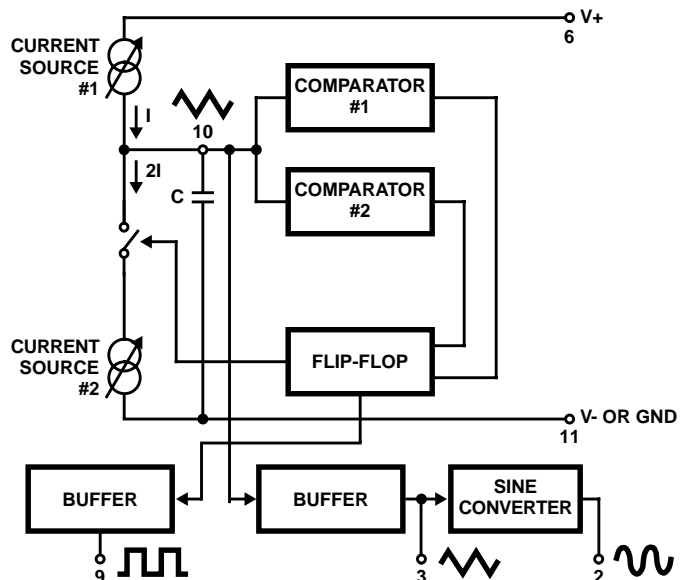 V+
6
CURRENT
SOURCE
#1
COMPARATOR
#1
I
10
2I
C
COMPARATOR
#2
CURRENT
SOURCE
#2
FLIP-FLOP
V- OR GND
11
BUFFER
BUFFER
SINE
CONVERTER
9
3
2